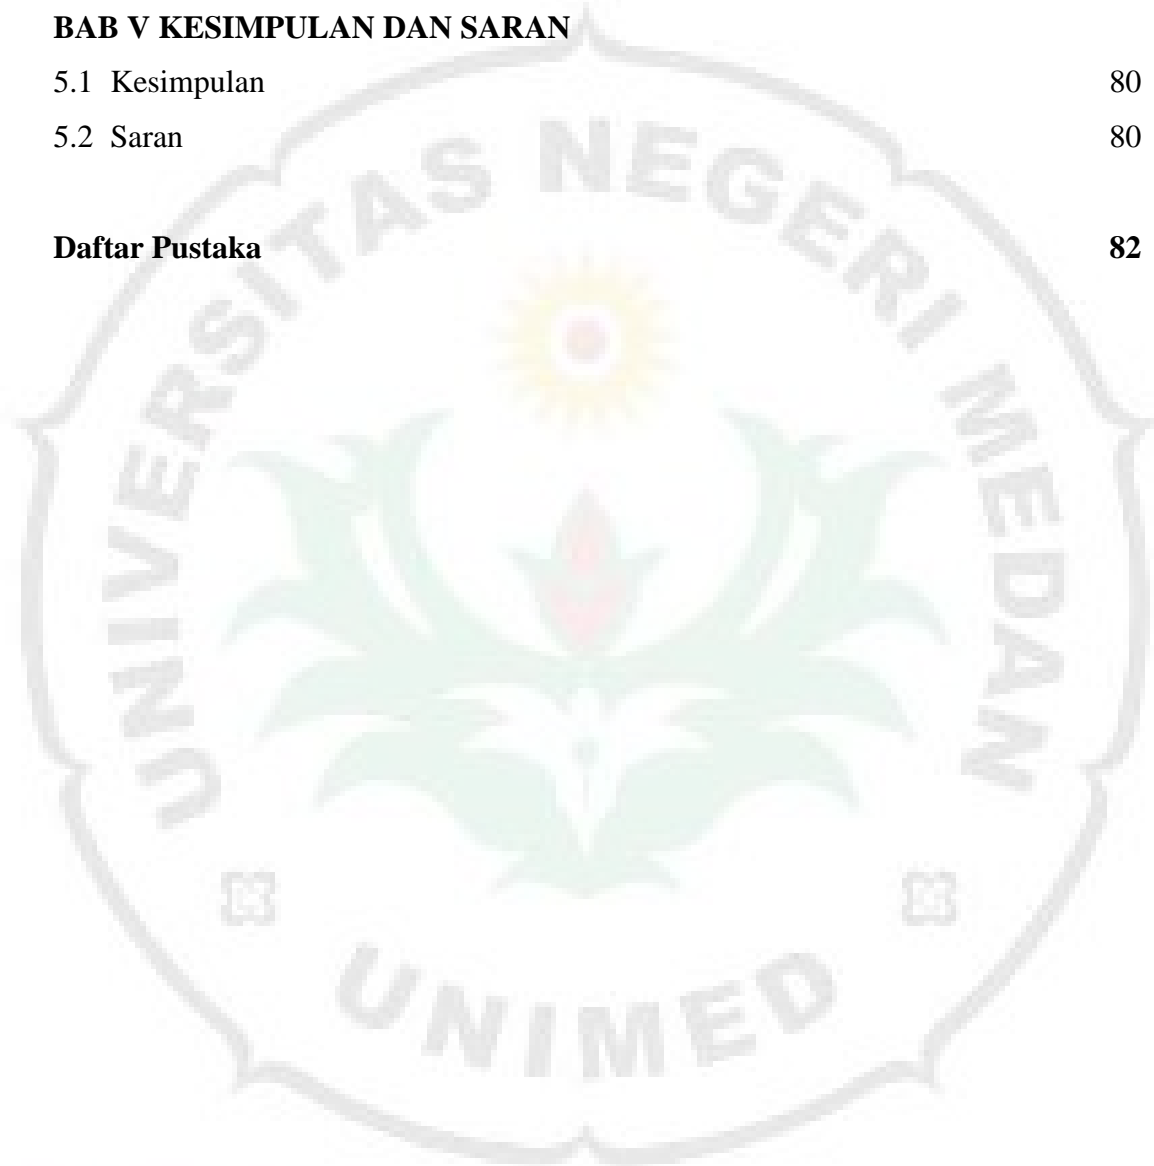 BAB V KESIMPULAN DAN SARAN
5.1 Kesimpulan 80
5.2 Saran 80
Daftar Pustaka 82
UNIVERSITAS NEGERI MEDAN
UNIMED